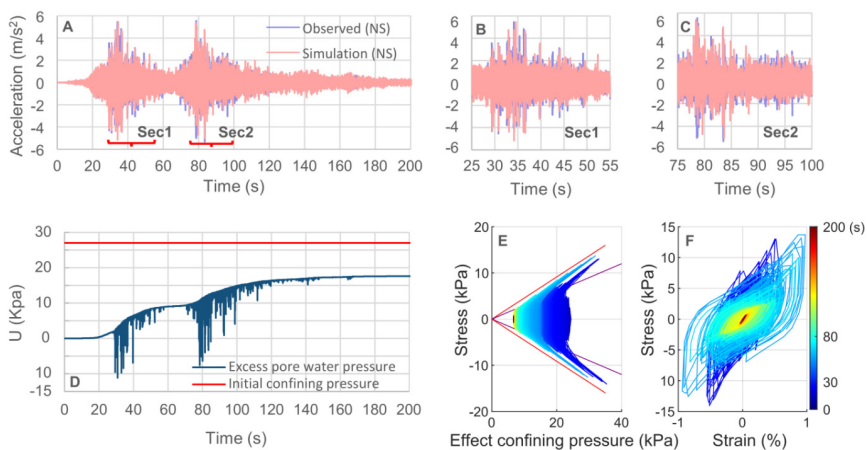 A
Observed (NS)
Simulation (NS)
Sec1
Sec2
Acceleration (m/s²)
6
4
2
0
-2
-4
-6
0 20 40 60 80 100 120 140 160 180 200
Time (s)
B
Sec1
6
4
2
0
-2
-4
-6
25 30 35 40 45 50 55
Time (s)
C
Sec2
6
4
2
0
-2
-4
-6
75 80 85 90 95 100
Time (s)
D
U (Kpa)
30
20
10
0
-10
-15
Excess pore water pressure
Initial confining pressure
0 20 40 60 80 100 120 140 160 180 200
Time (s)
E
Stress (kPa)
20
10
0
-10
-20
0 20 40
Effect confining pressure (kPa)
F
Stress (kPa)
15
10
5
0
-5
-10
-15
-1 0 1
Strain (%)
200 (s)
80
30
0